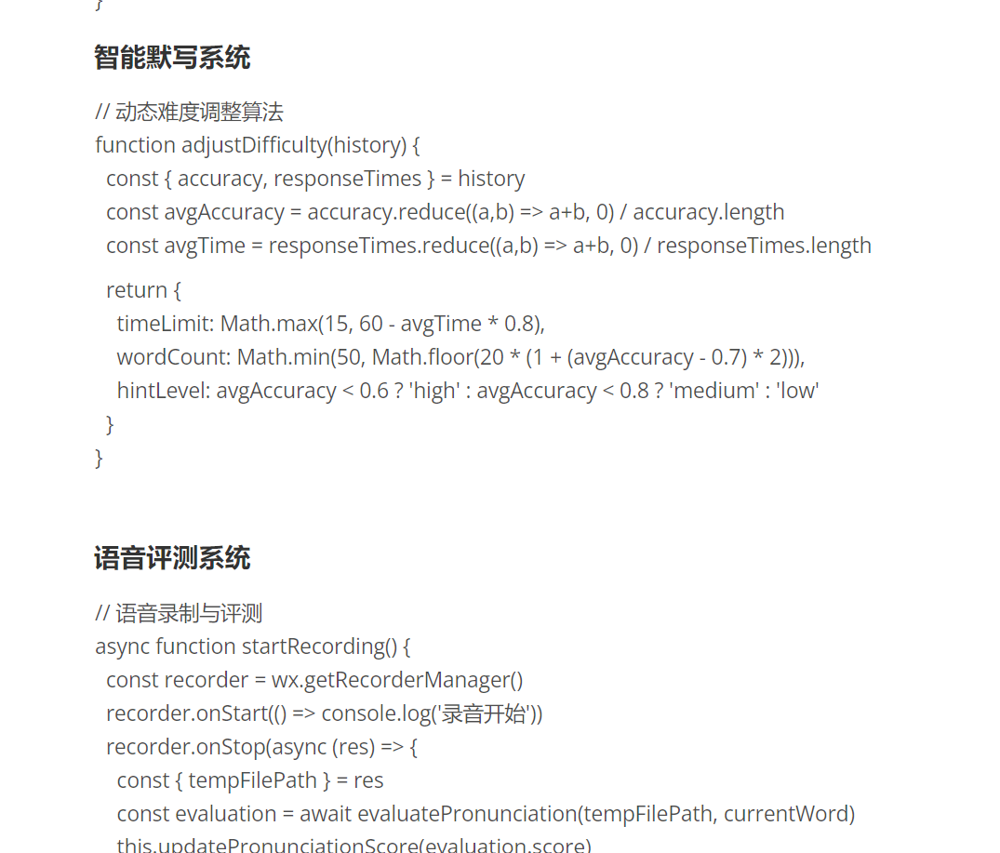 }
智能默写系统
// 动态难度调整算法
function adjustDifficulty(history) {
const { accuracy, responseTimes } = history
const avgAccuracy = accuracy.reduce((a,b) => a+b, 0) / accuracy.length
const avgTime = responseTimes.reduce((a,b) => a+b, 0) / responseTimes.length
return {
timeLimit: Math.max(15, 60 - avgTime * 0.8),
wordCount: Math.min(50, Math.floor(20 * (1 + (avgAccuracy - 0.7) * 2))),
hintLevel: avgAccuracy < 0.6 ? 'high' : avgAccuracy < 0.8 ? 'medium' : 'low'
}
}
语音评测系统
// 语音录制与评测
async function startRecording() {
const recorder = wx.getRecorderManager()
recorder.onStart(() => console.log('录音开始'))
recorder.onStop(async (res) => {
const { tempFilePath } = res
const evaluation = await evaluatePronunciation(tempFilePath, currentWord)
this.updatePronunciationScore(evaluation.score)